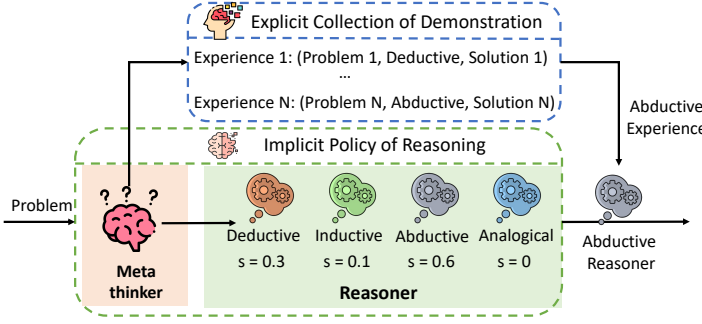 Explicit Collection of Demonstration
Experience 1: (Problem 1, Deductive, Solution 1)
...
Experience N: (Problem N, Abductive, Solution N)
Abductive
Experience
Implicit Policy of Reasoning
Problem
? ? ?
Meta
thinker
Deductive Inductive Abductive Analogical
s = 0.3 s = 0.1 s = 0.6 s = 0
Reasoner
Abductive
Reasoner